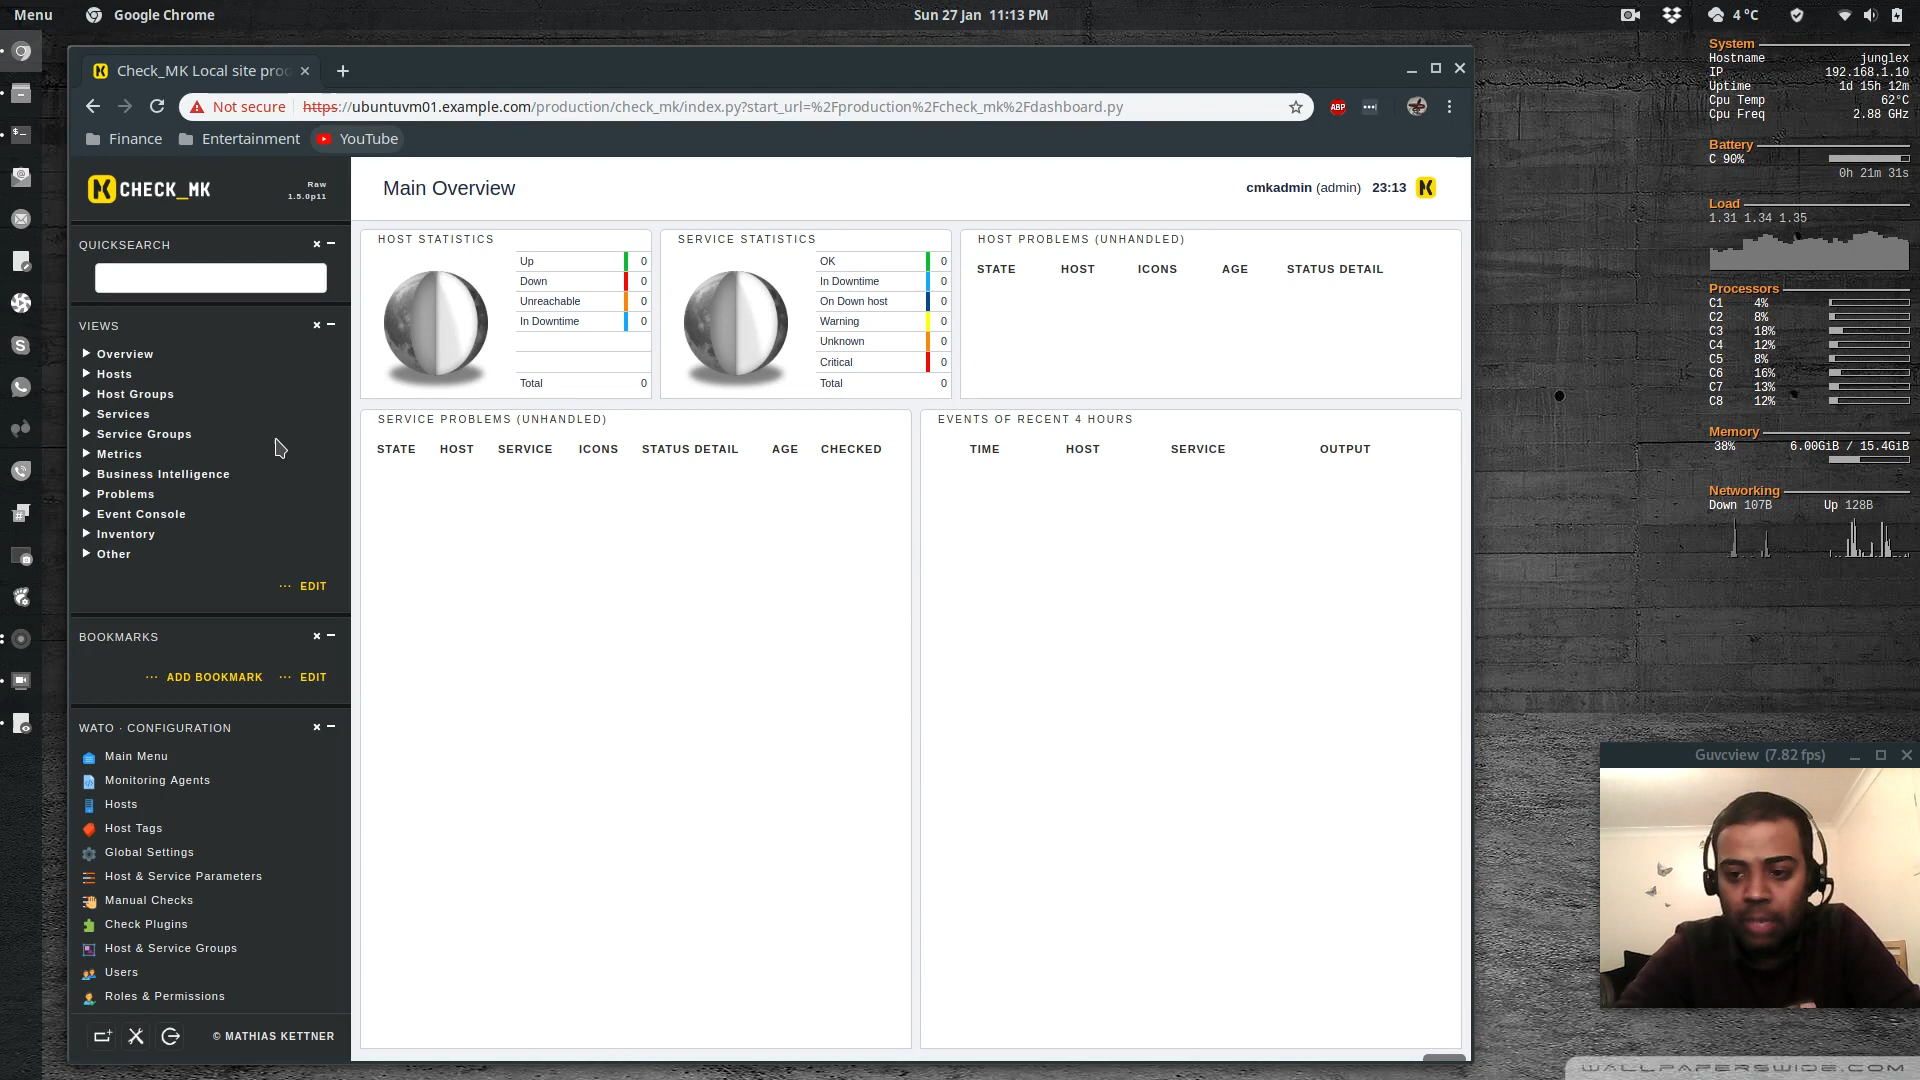 Menu
Google Chrome
Sun 27 Jan 11:13 PM
4 °C
Check_MK Local site prod
Not secure
https://ubuntuvm01.example.com/production/check_mk/index.py?start_url=%2Fproduction%2Fcheck_mk%2Fdashboard.py
ABP
Finance
Entertainment
YouTube
CHECK_MK
Raw
1.5.0p11
QUICKSEARCH
VIEWS
Overview
Hosts
Host Groups
Services
Service Groups
Metrics
Business Intelligence
Problems
Event Console
Inventory
Other
EDIT
BOOKMARKS
ADD BOOKMARK
EDIT
WATO · CONFIGURATION
Main Menu
Monitoring Agents
Hosts
Host Tags
Global Settings
Host & Service Parameters
Manual Checks
Check Plugins
Host & Service Groups
Users
Roles & Permissions
© MATHIAS KETTNER
Main Overview
cmkadmin (admin) 23:13
HOST STATISTICS
Up 0
Down 0
Unreachable 0
In Downtime 0
Total 0
SERVICE STATISTICS
OK 0
In Downtime 0
On Down host 0
Warning 0
Unknown 0
Critical 0
Total 0
HOST PROBLEMS (UNHANDLED)
STATE HOST ICONS AGE STATUS DETAIL
SERVICE PROBLEMS (UNHANDLED)
STATE HOST SERVICE ICONS STATUS DETAIL AGE CHECKED
EVENTS OF RECENT 4 HOURS
TIME HOST SERVICE OUTPUT
System
Hostname junglex
IP 192.168.1.10
Uptime 1d 15h 12m
Cpu Temp 62°C
Cpu Freq 2.88 GHz
Battery
C 90%
0h 21m 31s
Load
1.31 1.34 1.35
Processors
C1 4%
C2 8%
C3 18%
C4 12%
C5 8%
C6 16%
C7 13%
C8 12%
Memory
38% 6.00GiB / 15.4GiB
Networking
Down 107B Up 128B
Guvcview (7.82 fps)
WALLPAPERSWIDE.COM